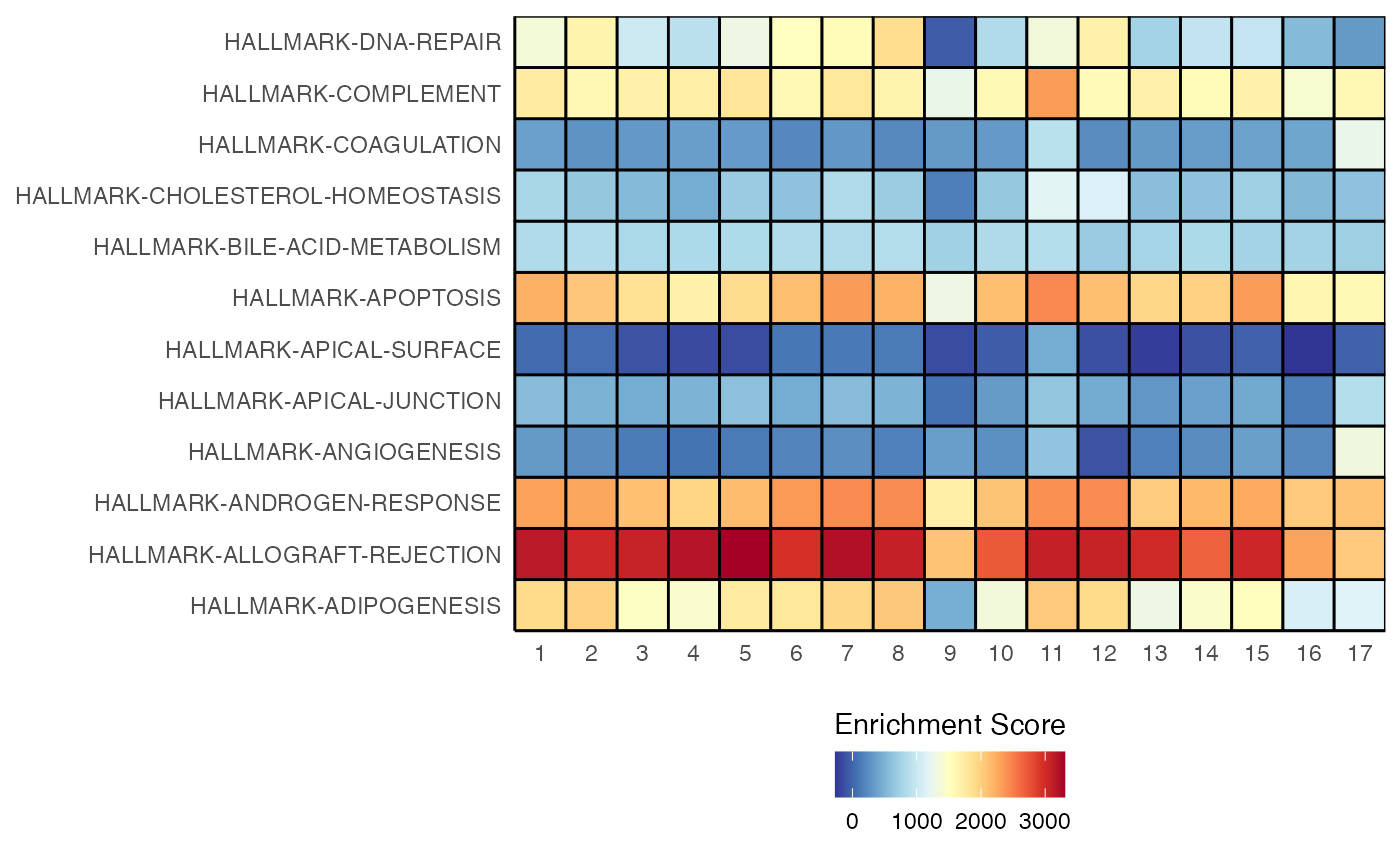 HALLMARK-DNA-REPAIR
HALLMARK-COMPLEMENT
HALLMARK-COAGULATION
HALLMARK-CHOLESTEROL-HOMEOSTASIS
HALLMARK-BILE-ACID-METABOLISM
HALLMARK-APOPTOSIS
HALLMARK-APICAL-SURFACE
HALLMARK-APICAL-JUNCTION
HALLMARK-ANGIOGENESIS
HALLMARK-ANDROGEN-RESPONSE
HALLMARK-ALLOGRAFT-REJECTION
HALLMARK-ADIPOGENESIS
1 2 3 4 5 6 7 8 9 10 11 12 13 14 15 16 17
Enrichment Score
0 1000 2000 3000